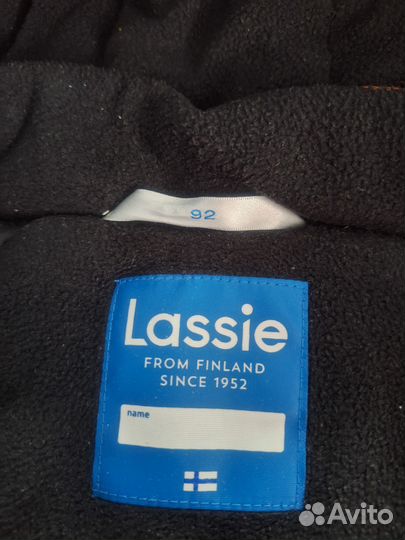 92
Lassie
FROM FINLAND
SINCE 1952
name
Avito